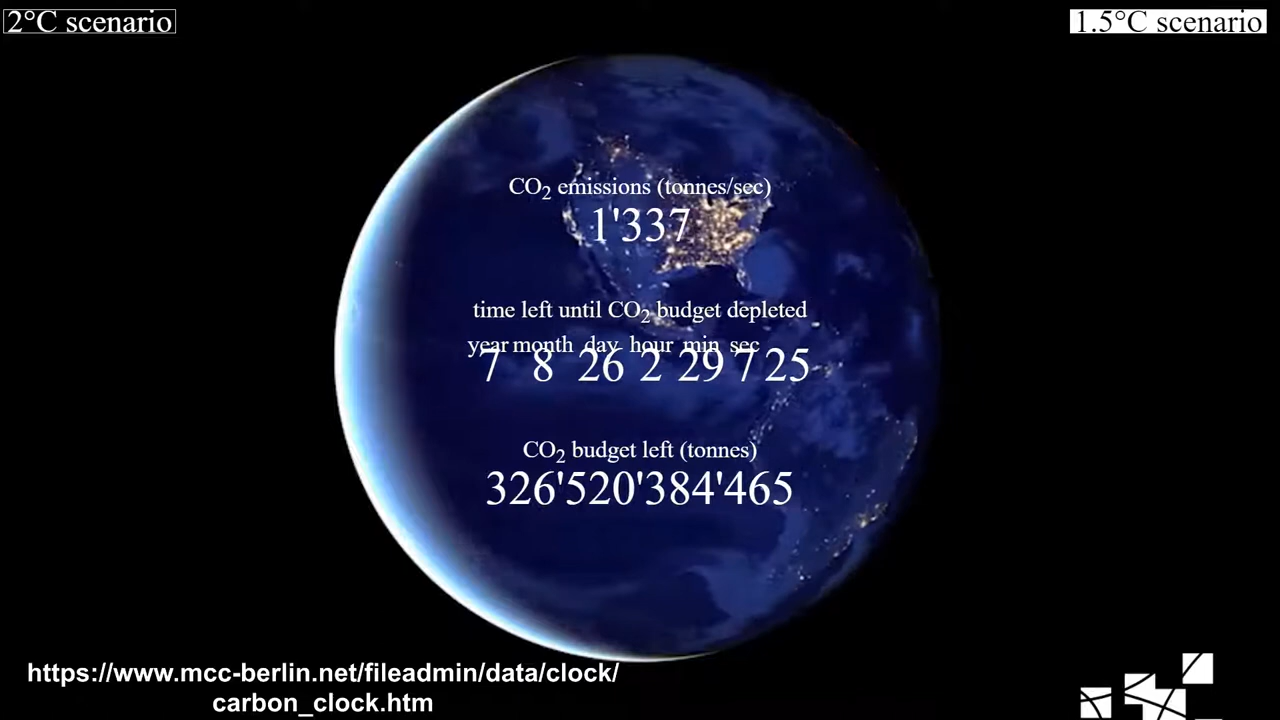 2°C scenario
1.5°C scenario
CO2 emissions (tonnes/sec)
1'337
time left until CO2 budget depleted
year month day hour min sec
7 8 26 2 29 7 25
CO2 budget left (tonnes)
326'520'384'465
https://www.mcc-berlin.net/fileadmin/data/clock/
carbon_clock.htm